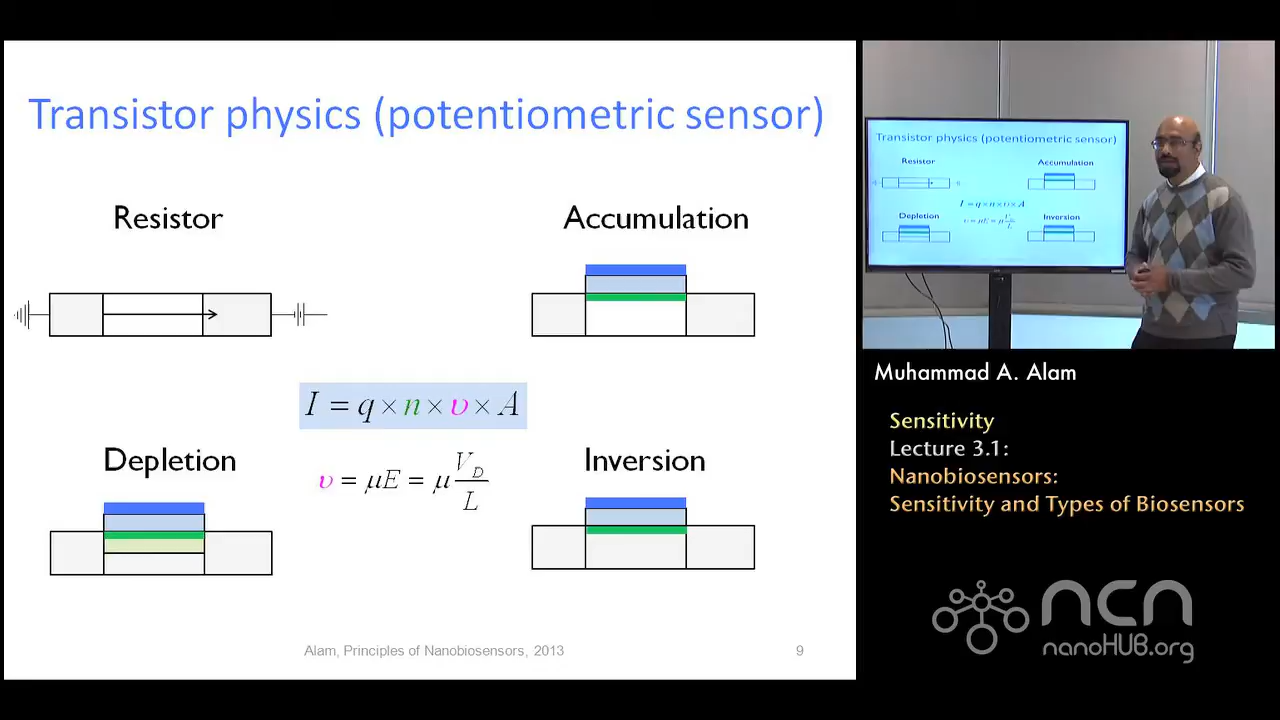 Transistor physics (potentiometric sensor)
Resistor
Accumulation
I = q × n × υ × A
Depletion
Inversion
υ = μE = μ V_D / L
Alam, Principles of Nanobiosensors, 2013
9
Transistor physics (potentiometric sensor)
Resistor
Accumulation
I = q × n × υ × A
Depletion
Inversion
υ = μE = μ V_D / L
Muhammad A. Alam
Sensitivity
Lecture 3.1:
Nanobiosensors:
Sensitivity and Types of Biosensors
ncn
nanoHUB.org